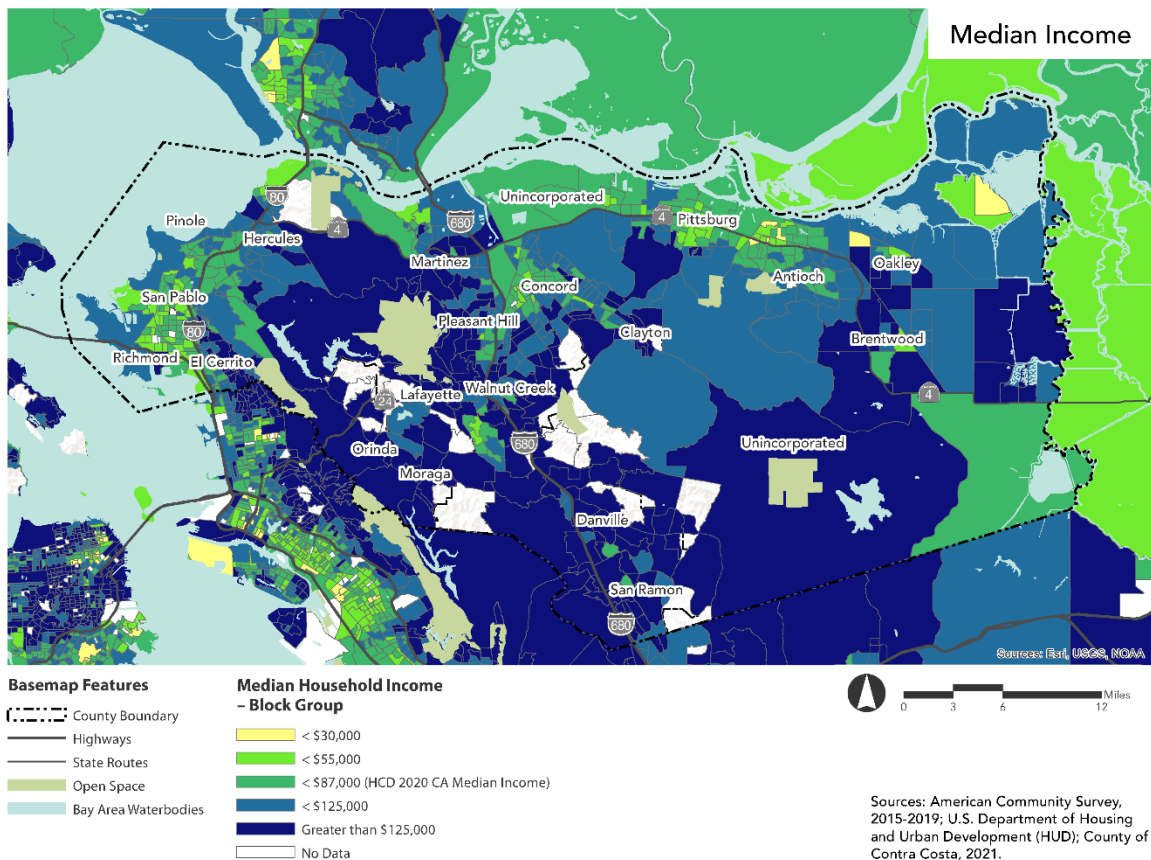 Median Income
80
Unincorporated
Pinole
680
4
Pittsburg
Hercules
4
Martinez
Oakley
Antioch
San Pablo
Concord
80
Pleasant Hill
Clayton
Brentwood
Richmond
El Cerrito
Walnut Creek
Lafayette
24
4
Orinda
680
Unincorporated
Moraga
Danville
San Ramon
680
Sources: Esri, USGS, NOAA
Basemap Features
County Boundary
Highways
State Routes
Open Space
Bay Area Waterbodies
Median Household Income
– Block Group
< $30,000
< $55,000
< $87,000 (HCD 2020 CA Median Income)
< $125,000
Greater than $125,000
No Data
Miles
0 3 6 12
Sources: American Community Survey,
2015-2019; U.S. Department of Housing
and Urban Development (HUD); County of
Contra Costa, 2021.